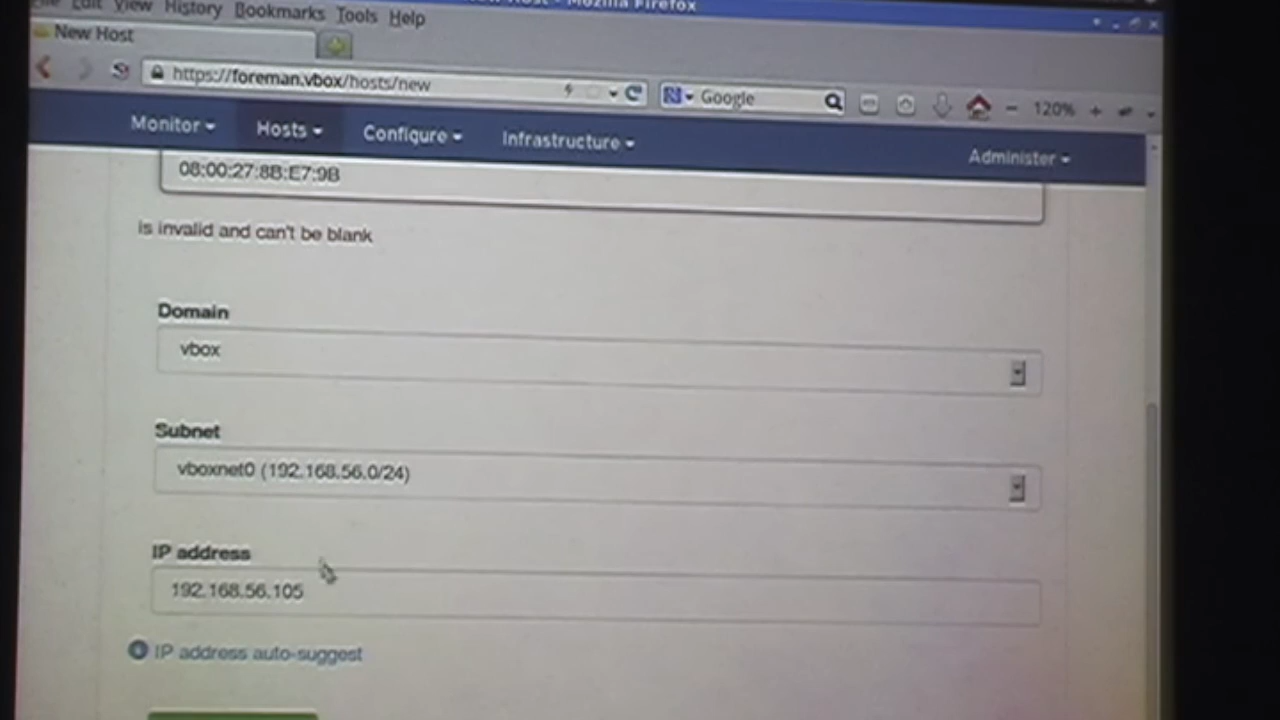 Edit View History Bookmarks Tools Help
Mozilla Firefox
New Host
https://foreman.vbox/hosts/new
Google
120%
Monitor Hosts Configure Infrastructure Administer
08:00:27:8B:E7:9B
is invalid and can't be blank
Domain
vbox
Subnet
vboxnet0 (192.168.56.0/24)
IP address
192.168.56.105
IP address auto-suggest